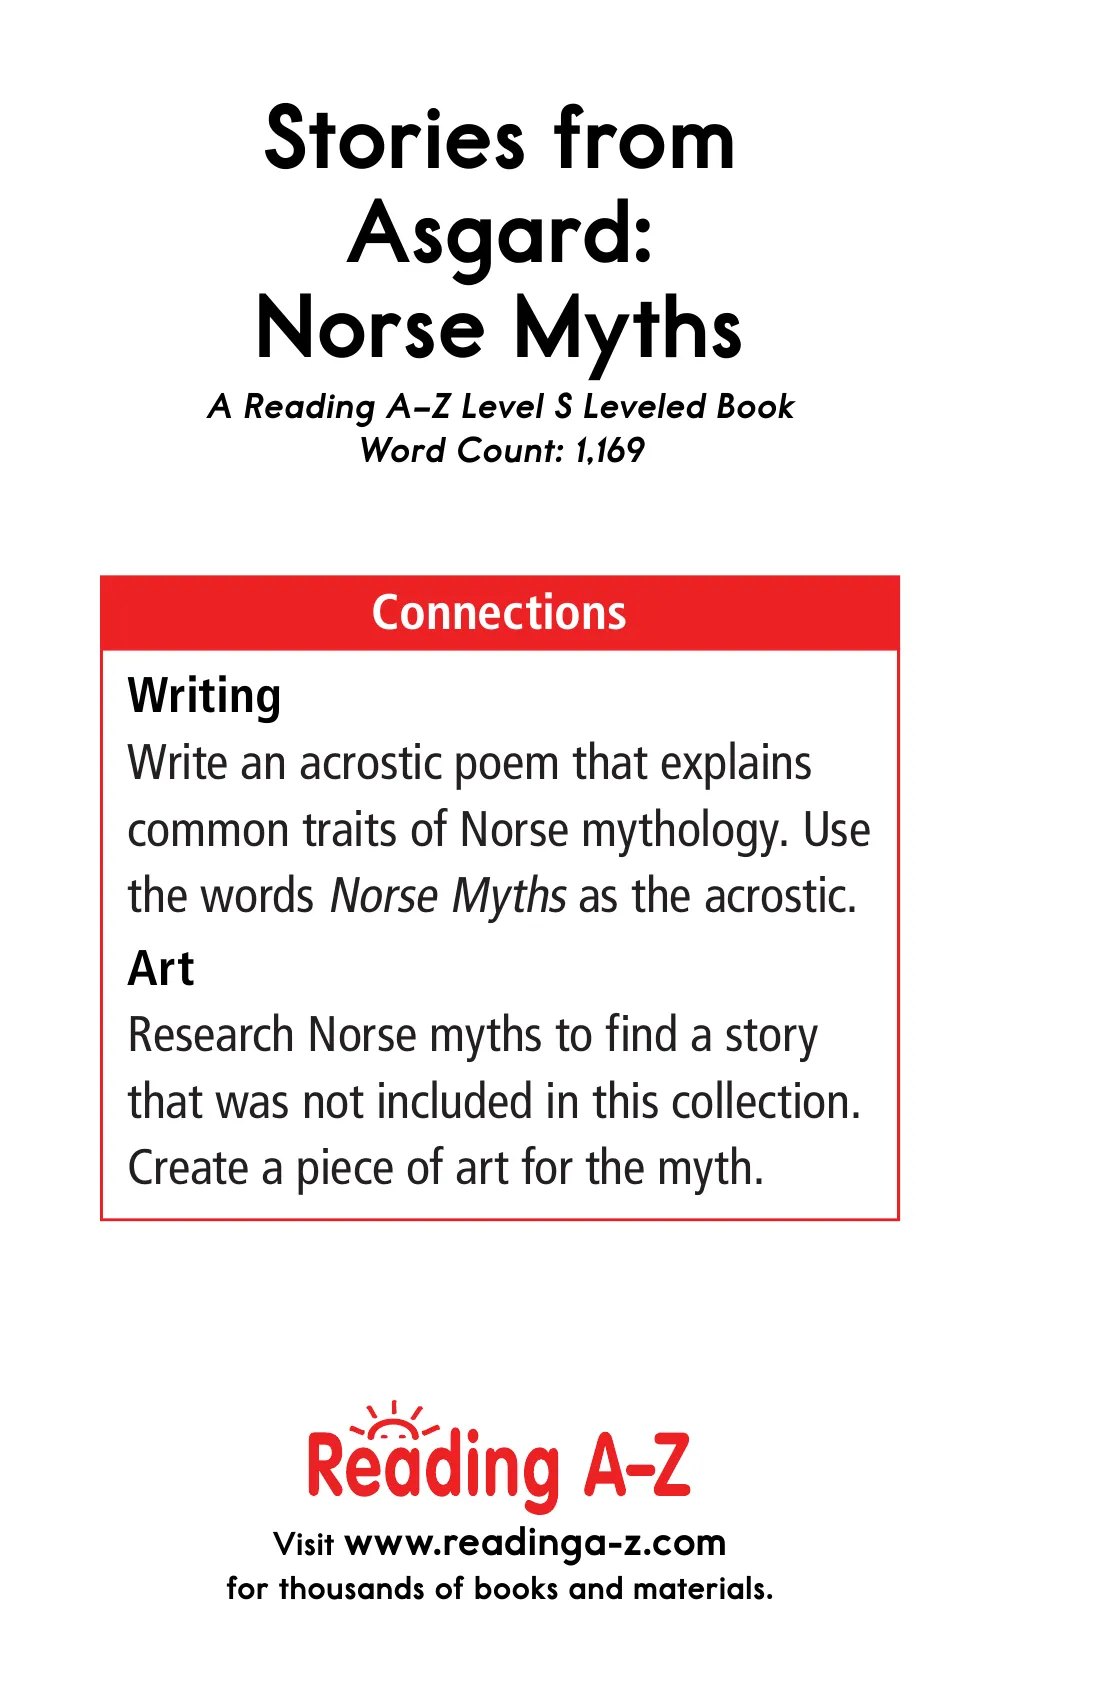 Stories from
Asgard:
Norse Myths
A Reading A–Z Level S Leveled Book
Word Count: 1,169
Connections
Writing
Write an acrostic poem that explains
common traits of Norse mythology. Use
the words Norse Myths as the acrostic.
Art
Research Norse myths to find a story
that was not included in this collection.
Create a piece of art for the myth.
Reading A–Z
Visit www.readinga-z.com
for thousands of books and materials.